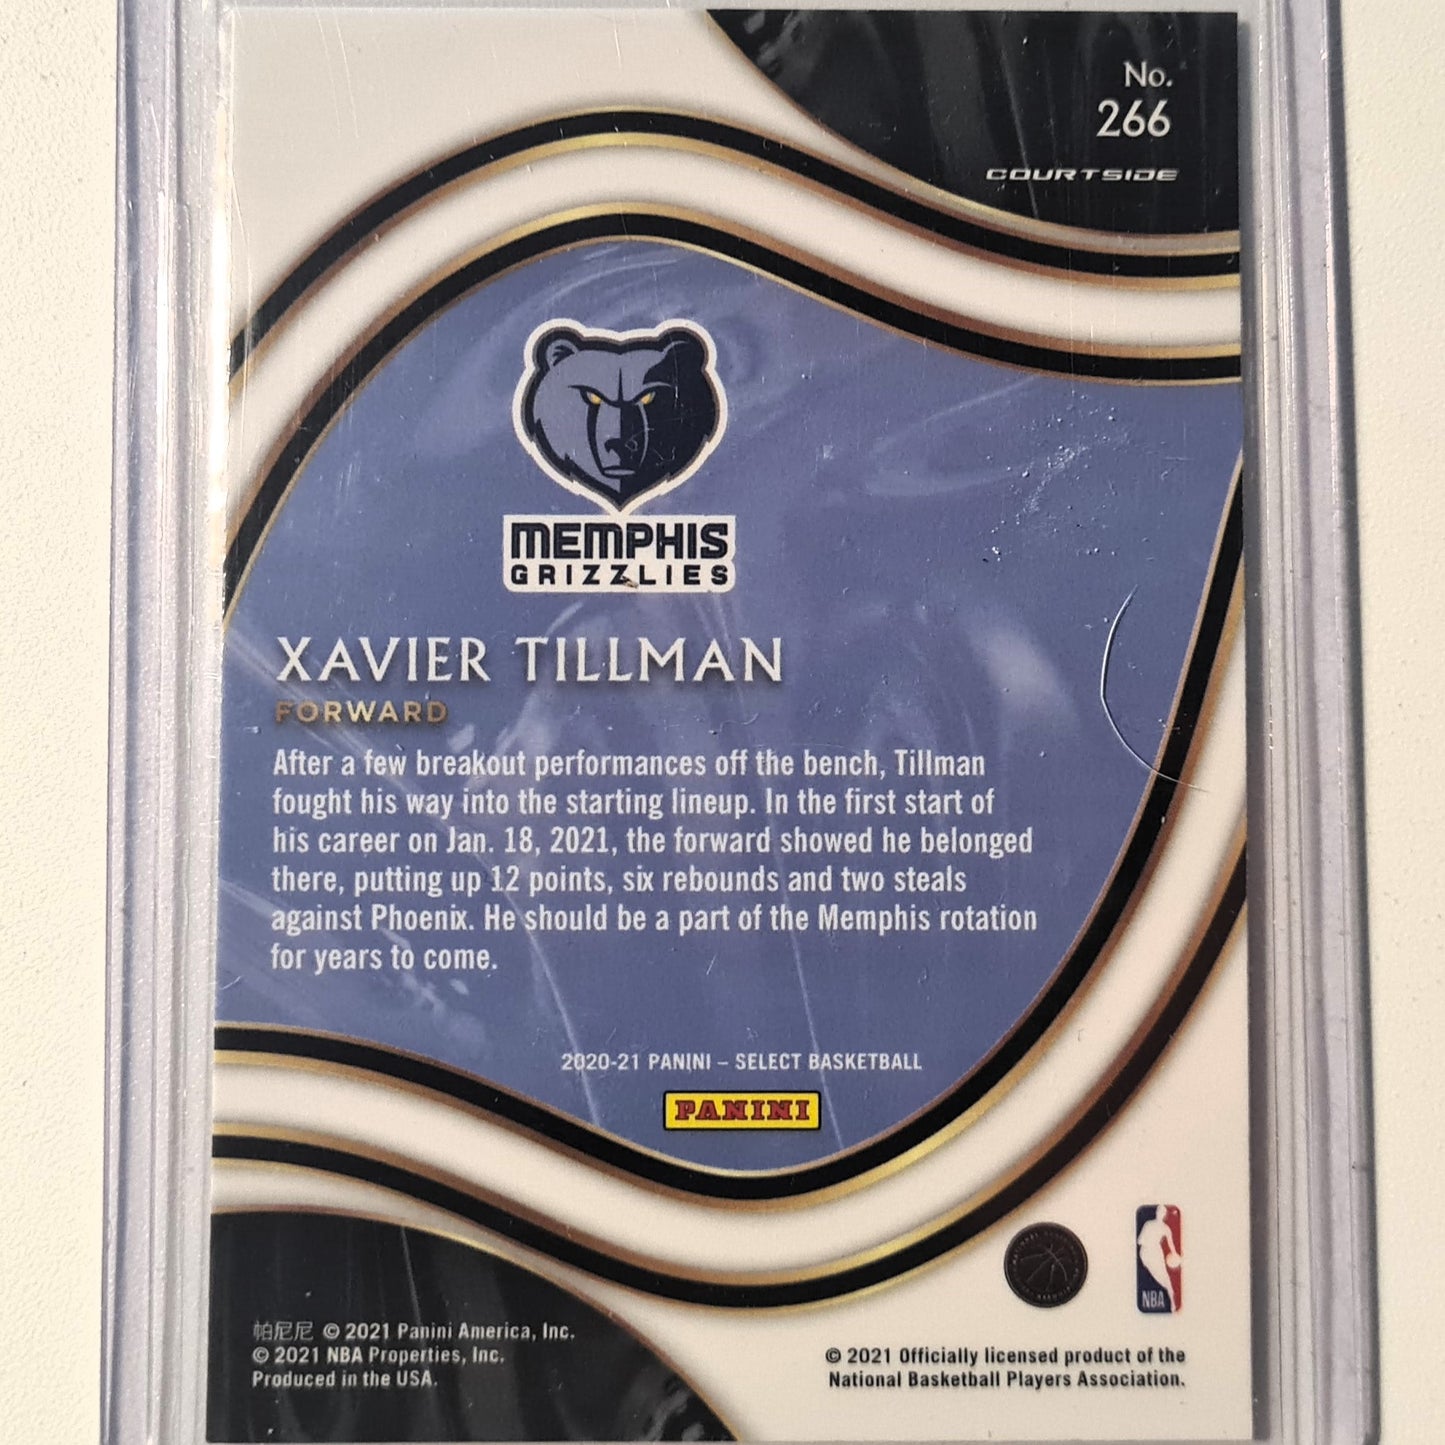 No.
266
COURTSIDE
MEMPHIS
GRIZZLIES
XAVIER TILLMAN
FORWARD
After a few breakout performances off the bench, Tillman
fought his way into the starting lineup. In the first start of
his career on Jan. 18, 2021, the forward showed he belonged
there, putting up 12 points, six rebounds and two steals
against Phoenix. He should be a part of the Memphis rotation
for years to come.
2020-21 PANINI – SELECT BASKETBALL
PANINI
NBA
帕尼尼 © 2021 Panini America, Inc.
© 2021 NBA Properties, Inc.
Produced in the USA.
© 2021 Officially licensed product of the
National Basketball Players Association.